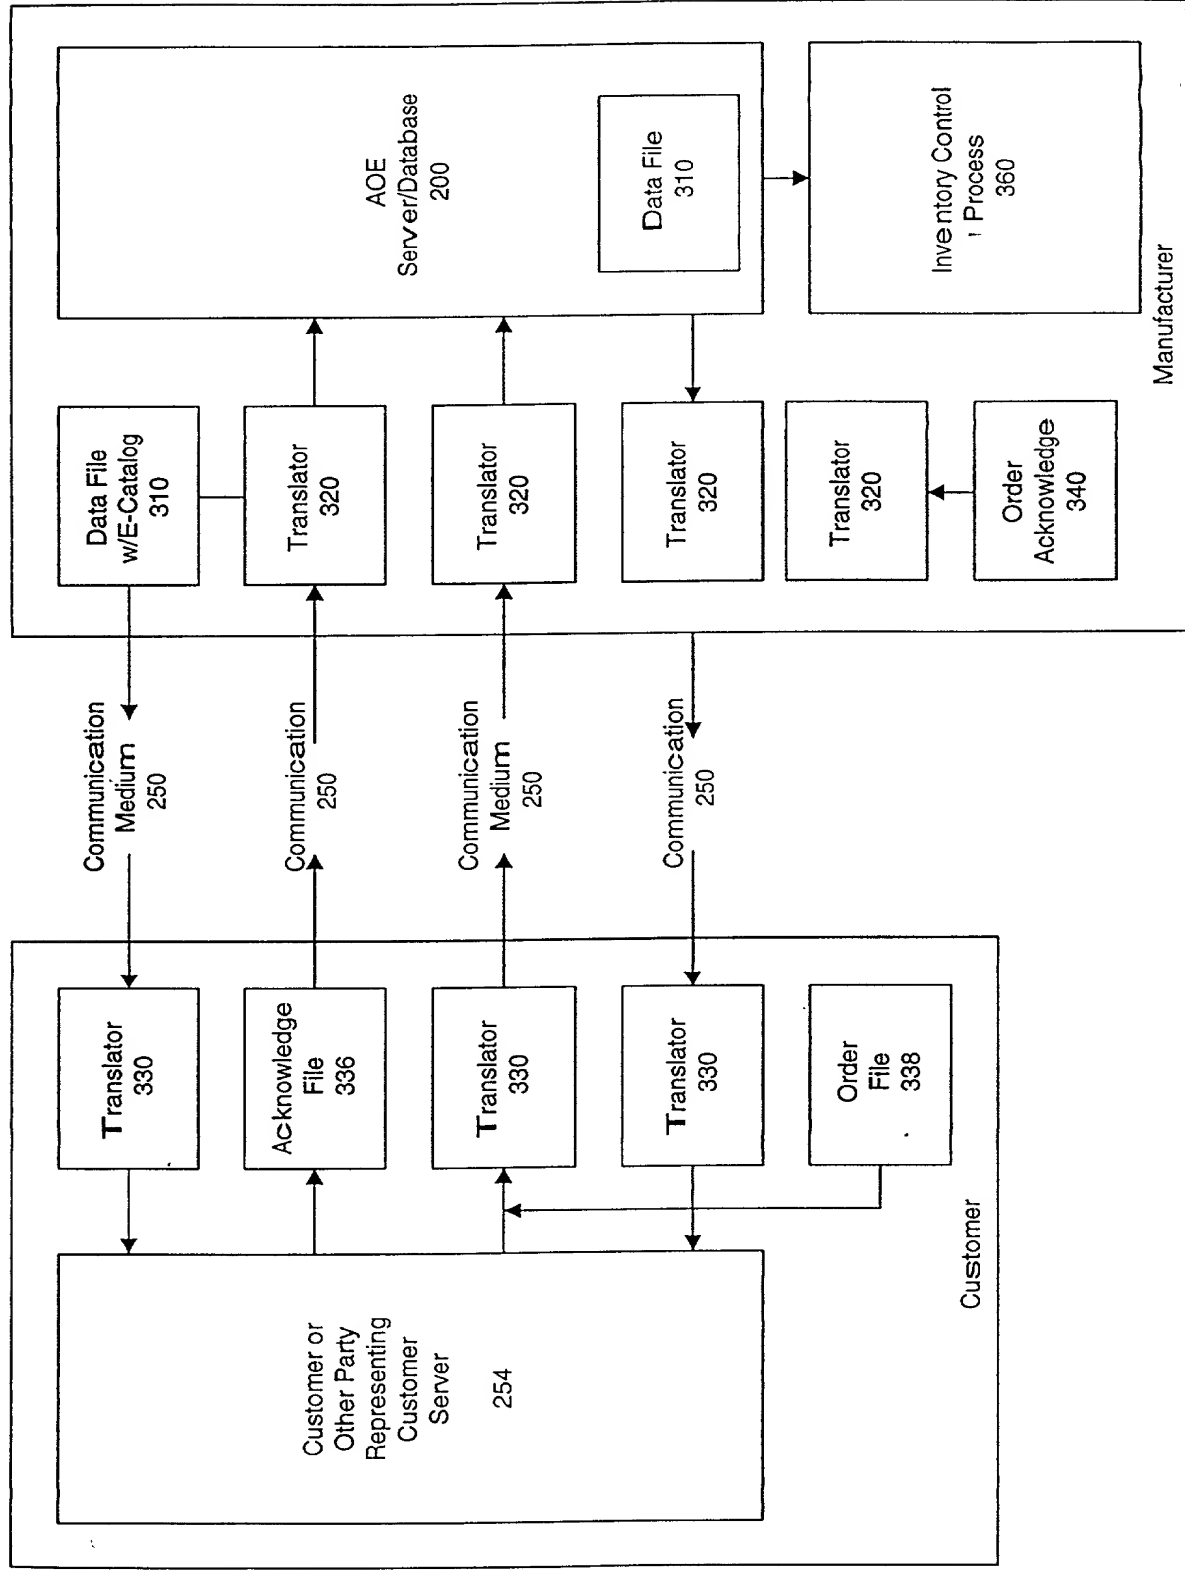 Customer or
Other Party
Representing
Customer
Server
254
Translator
330
Acknowledge
File
336
Translator
330
Translator
330
Order
File
338
Customer
Communication
Medium
250
Communication
250
Communication
Medium
250
Communication
250
Data File
w/E-Catalog
310
Translator
320
Translator
320
Translator
320
Translator
320
Order
Acknowledge
340
AOE
Server/Database
200
Data File
310
Inventory Control
Process
360
Manufacturer